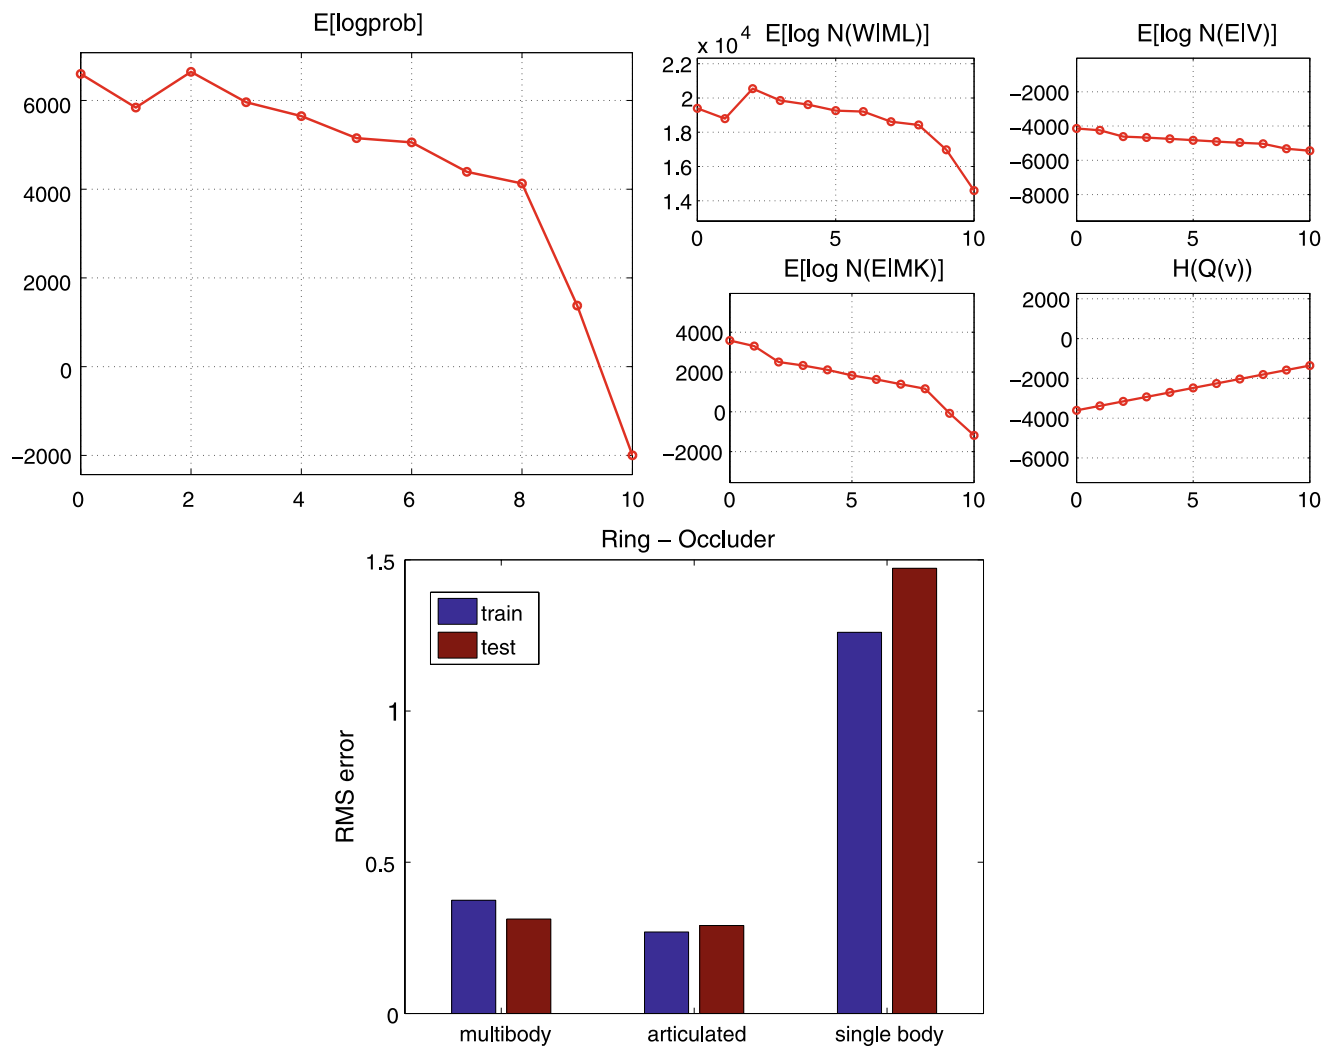 E[logprob]
6000
4000
2000
0
−2000
0 2 4 6 8 10
E[log N(W|ML)]
x 10^4
2.2
2
1.8
1.6
1.4
0 5 10
E[log N(E|V)]
−2000
−4000
−6000
−8000
0 5 10
E[log N(E|MK)]
4000
2000
0
−2000
0 5 10
H(Q(v))
2000
0
−2000
−4000
−6000
0 5 10
Ring − Occluder
1.5
1
0.5
0
RMS error
train
test
multibody articulated single body